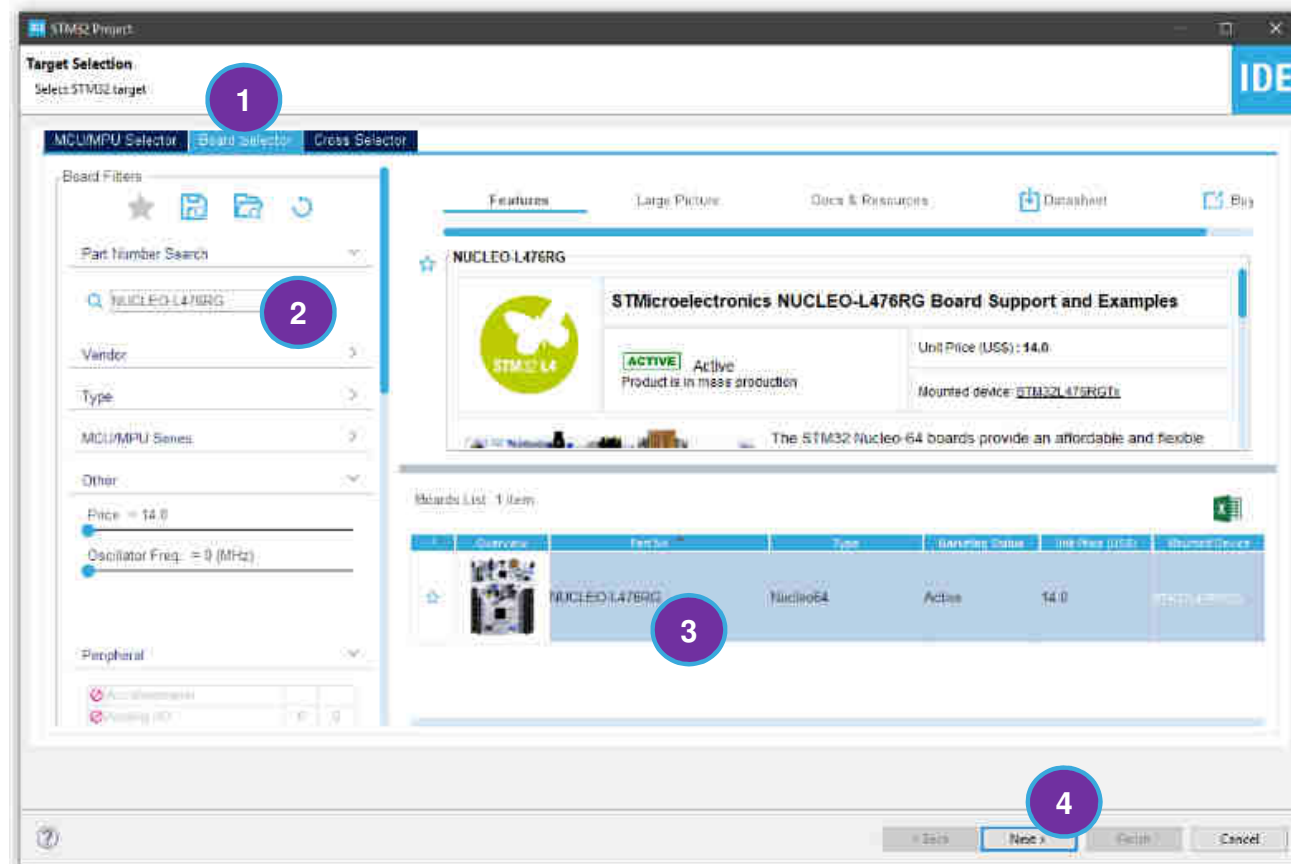 STM32 Project
Target Selection
Select STM32 target
IDE
1
MCU/MPU Selector
Board Selector
Cross Selector
Board Filters
Features
Large Picture
Docs & Resources
Datasheet
Buy
Part Number Search
NUCLEO-L476RG
2
Vendor
Type
MCU/MPU Series
Other
Price = 14.0
Oscillator Freq. = 0 (MHz)
Peripheral
Accelerometer
Analog I/O
NUCLEO-L476RG
STMicroelectronics NUCLEO-L476RG Board Support and Examples
STM32 L4
ACTIVE Active
Product is in mass production
Unit Price (US$) : 14.0
Mounted device: STM32L476RGTx
The STM32 Nucleo-64 boards provide an affordable and flexible
Boards List: 1 item
* Overview Part No Type Marketing Status Unit Price (US$) Mounted Device
NUCLEO-L476RG Nucleo64 Active 14.0
3
4
< Back Next > Finish Cancel